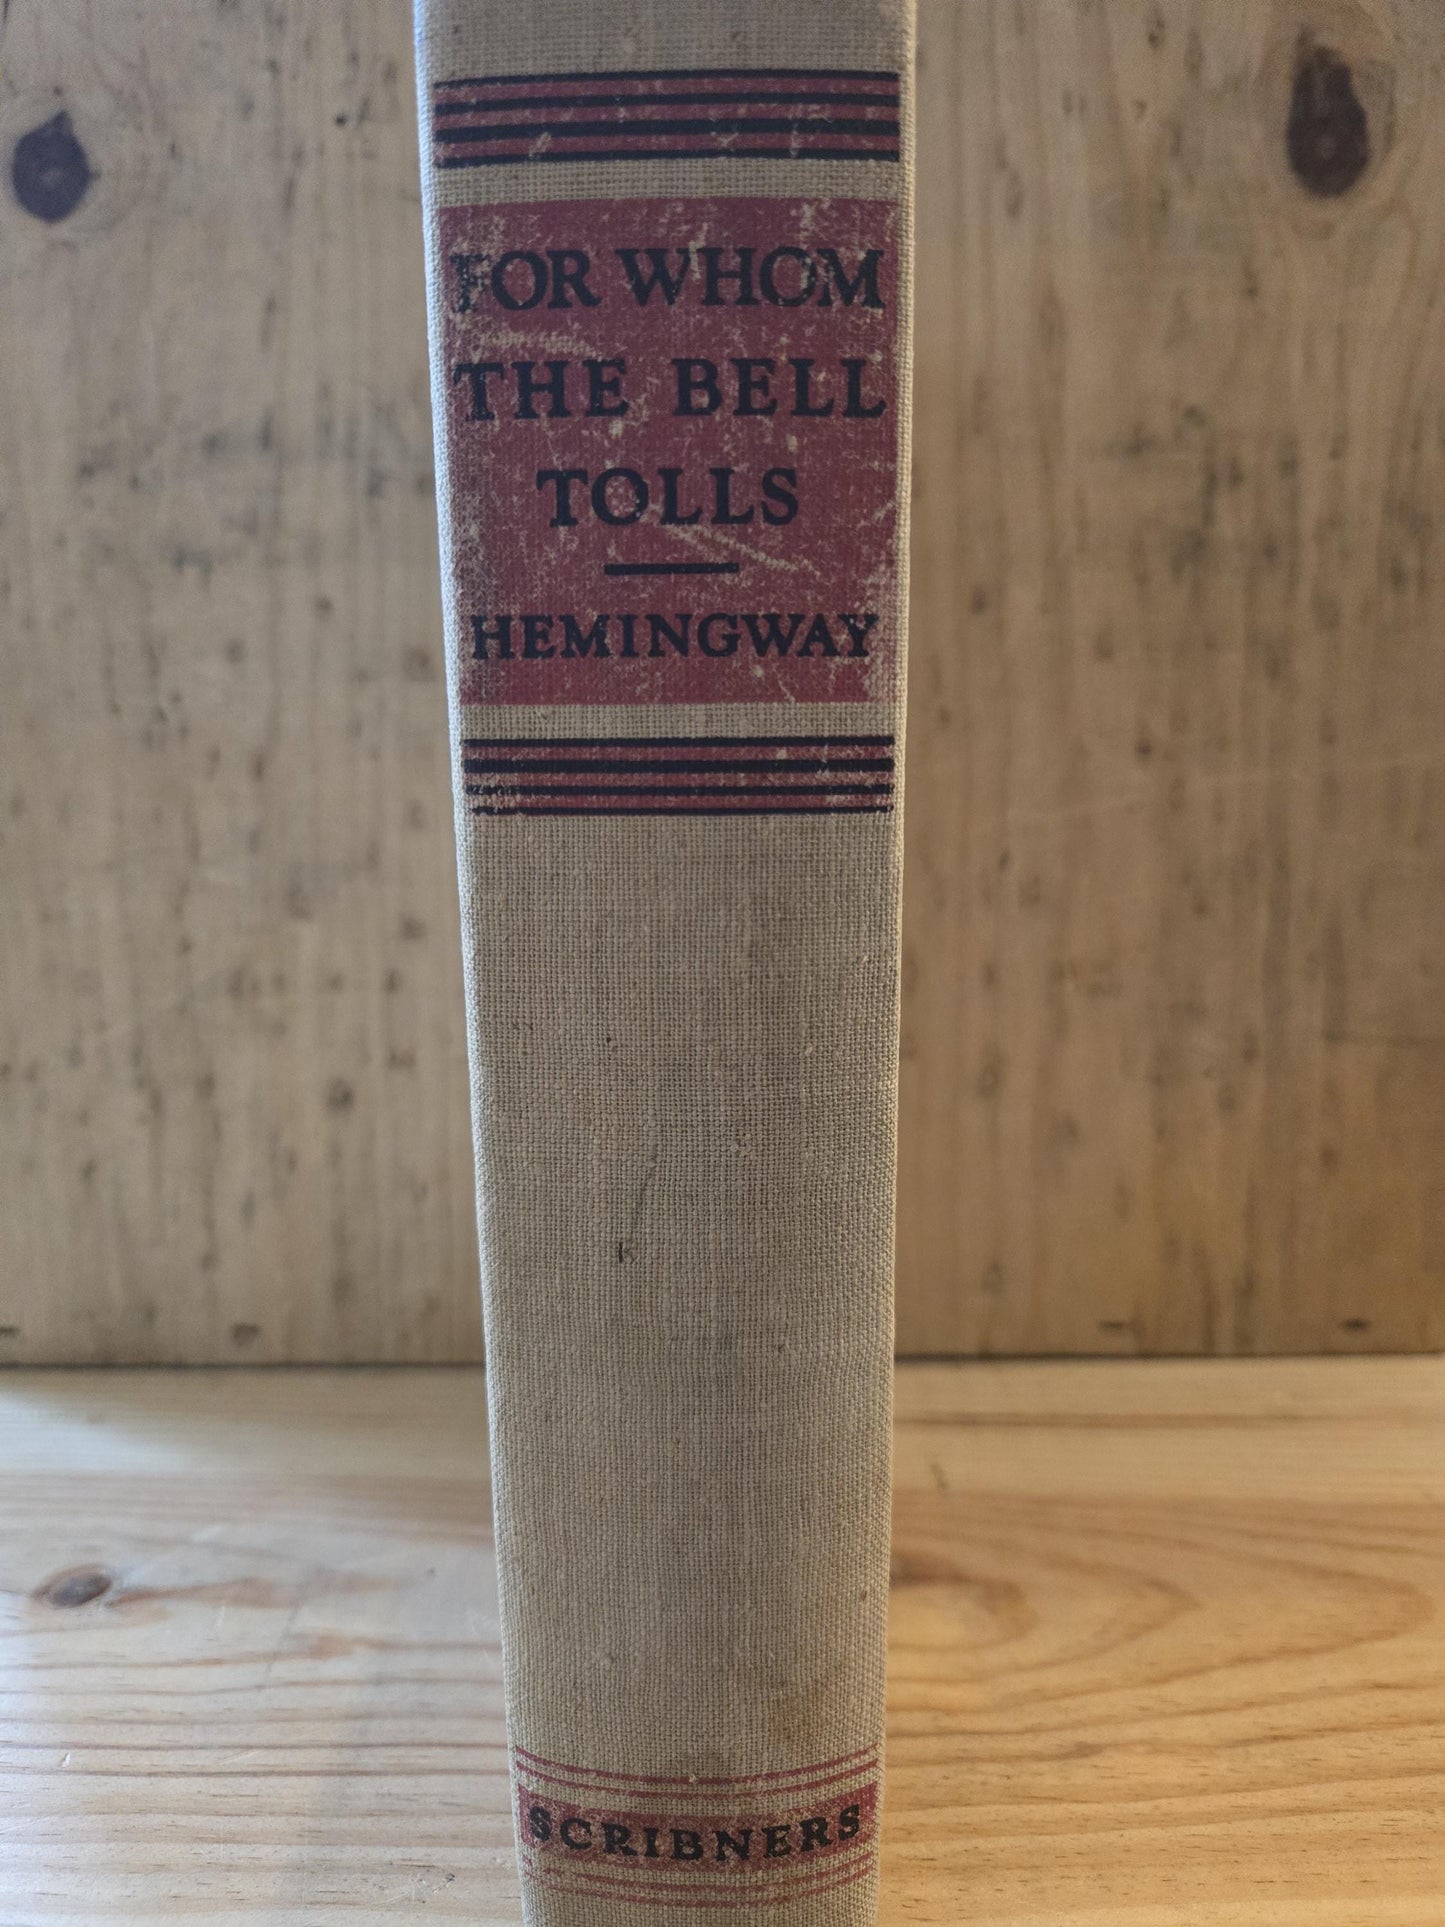 FOR WHOM
THE BELL
TOLLS
HEMINGWAY
SCRIBNERS